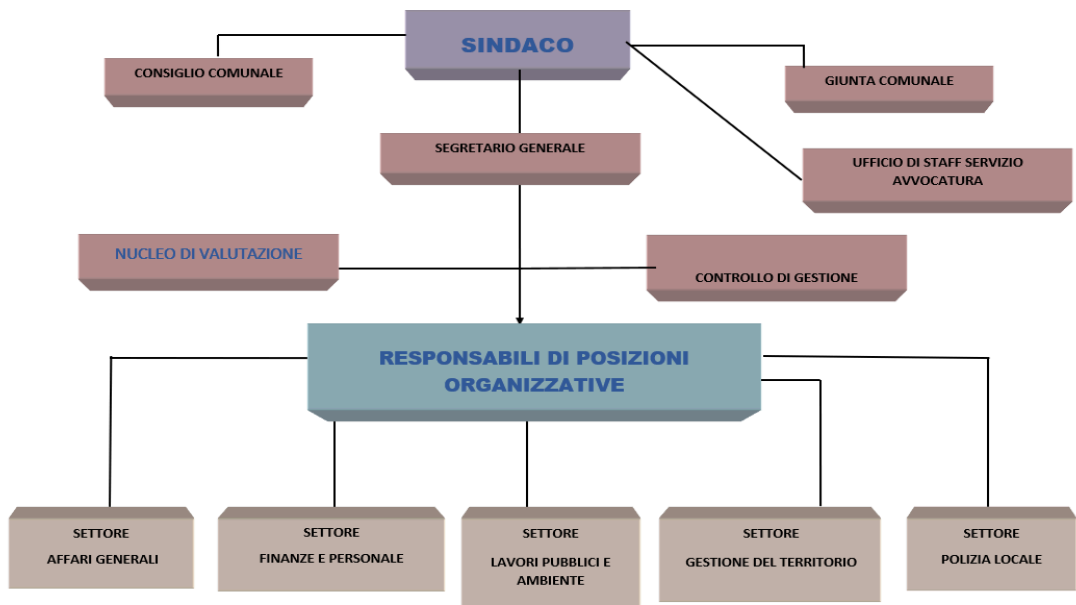 SINDACO
CONSIGLIO COMUNALE
GIUNTA COMUNALE
SEGRETARIO GENERALE
UFFICIO DI STAFF SERVIZIO
AVVOCATURA
NUCLEO DI VALUTAZIONE
CONTROLLO DI GESTIONE
RESPONSABILI DI POSIZIONI
ORGANIZZATIVE
SETTORE
AFFARI GENERALI
SETTORE
FINANZE E PERSONALE
SETTORE
LAVORI PUBBLICI E
AMBIENTE
SETTORE
GESTIONE DEL TERRITORIO
SETTORE
POLIZIA LOCALE